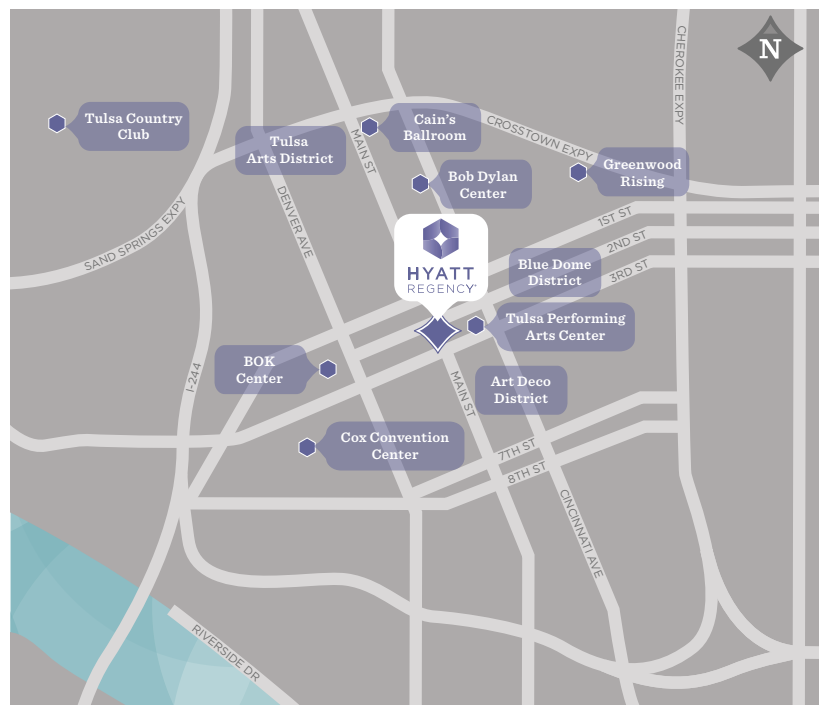 N
CHEROKEE EXPY
Tulsa Country
Club
Cain's
Ballroom
CROSSTOWN EXPY
Tulsa
Arts District
MAIN ST
Greenwood
Rising
Bob Dylan
Center
DENVER AVE
SAND SPRINGS EXPY
1ST ST
2ND ST
3RD ST
HYATT
REGENCY
Blue Dome
District
Tulsa Performing
Arts Center
BOK
Center
I-244
MAIN ST
Art Deco
District
Cox Convention
Center
7TH ST
8TH ST
CINCINNATI AVE
RIVERSIDE DR